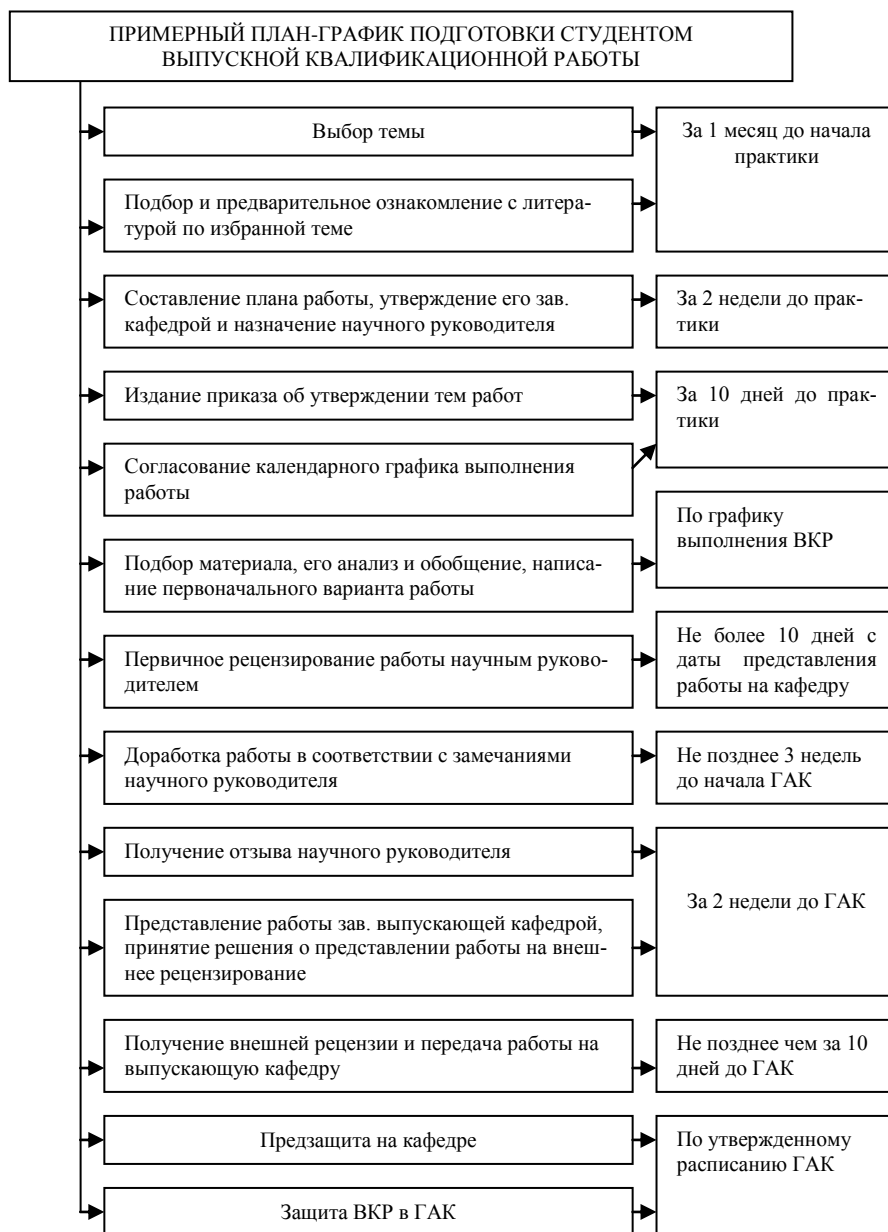 ПРИМЕРНЫЙ ПЛАН-ГРАФИК ПОДГОТОВКИ СТУДЕНТОМ
ВЫПУСКНОЙ КВАЛИФИКАЦИОННОЙ РАБОТЫ
Выбор темы
За 1 месяц до начала
практики
Подбор и предварительное ознакомление с литера-
турой по избранной теме
Составление плана работы, утверждение его зав.
кафедрой и назначение научного руководителя
За 2 недели до прак-
тики
Издание приказа об утверждении тем работ
За 10 дней до прак-
тики
Согласование календарного графика выполнения
работы
По графику
выполнения ВКР
Подбор материала, его анализ и обобщение, написа-
ние первоначального варианта работы
Не более 10 дней с
даты представления
работы на кафедру
Первичное рецензирование работы научным руково-
дителем
Доработка работы в соответствии с замечаниями
научного руководителя
Не позднее 3 недель
до начала ГАК
Получение отзыва научного руководителя
За 2 недели до ГАК
Представление работы зав. выпускающей кафедрой,
принятие решения о представлении работы на внеш-
нее рецензирование
Получение внешней рецензии и передача работы на
выпускающую кафедру
Не позднее чем за 10
дней до ГАК
Предзащита на кафедре
По утвержденному
расписанию ГАК
Защита ВКР в ГАК